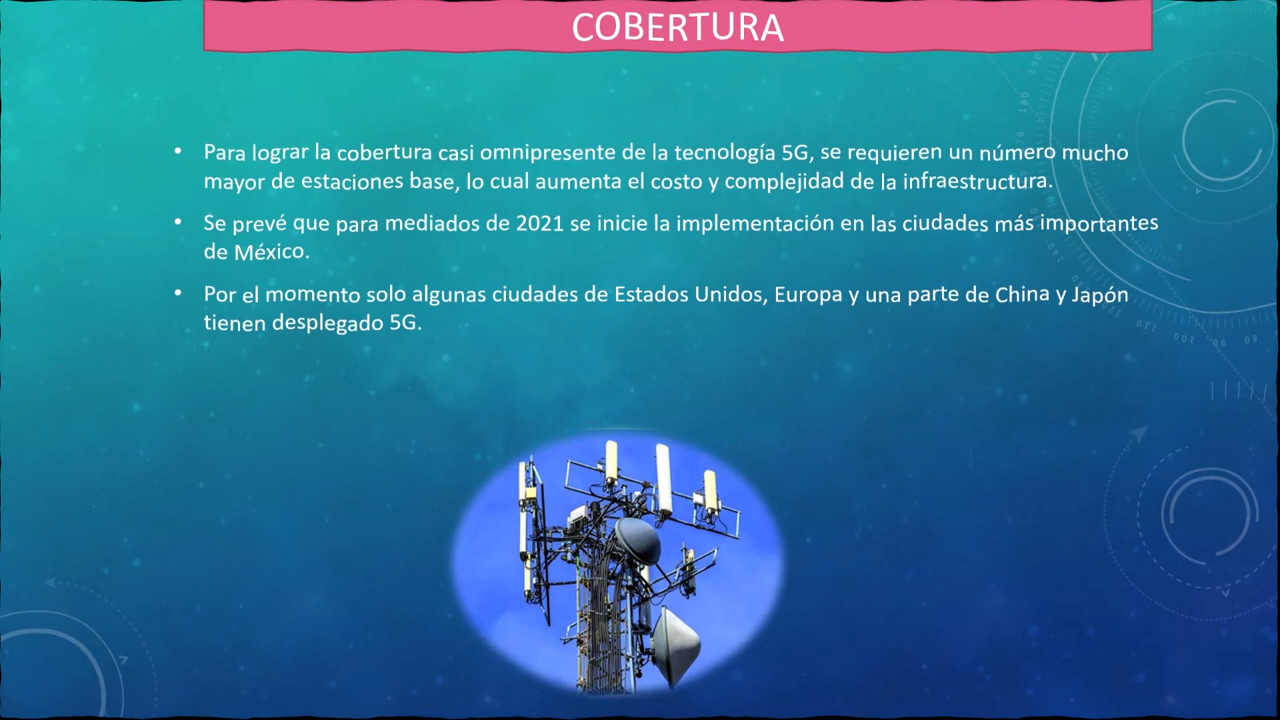 COBERTURA
• Para lograr la cobertura casi omnipresente de la tecnología 5G, se requieren un número mucho
mayor de estaciones base, lo cual aumenta el costo y complejidad de la infraestructura.
• Se prevé que para mediados de 2021 se inicie la implementación en las ciudades más importantes
de México.
• Por el momento solo algunas ciudades de Estados Unidos, Europa y una parte de China y Japón
tienen desplegado 5G.